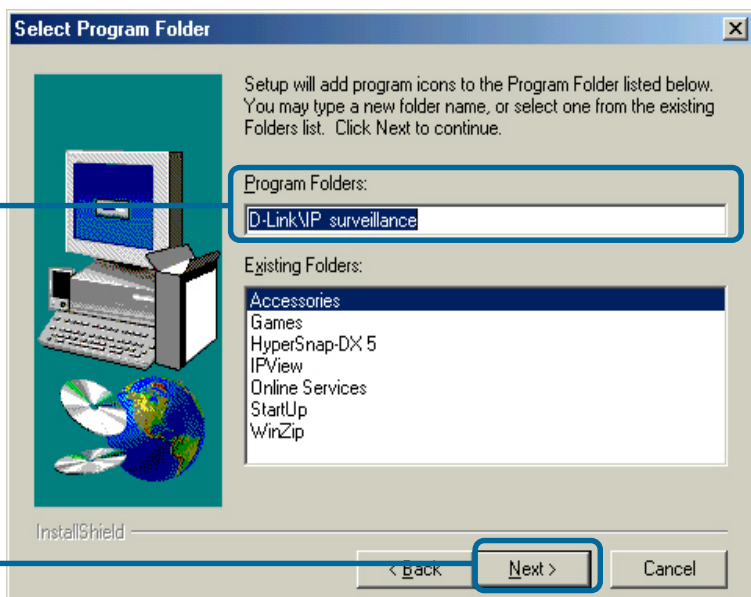 Select Program Folder
Setup will add program icons to the Program Folder listed below.
You may type a new folder name, or select one from the existing
Folders list. Click Next to continue.
Program Folders:
D-Link\IP surveillance
Existing Folders:
Accessories
Games
HyperSnap-DX 5
IPView
Online Services
StartUp
WinZip
InstallShield
< Back
Next >
Cancel